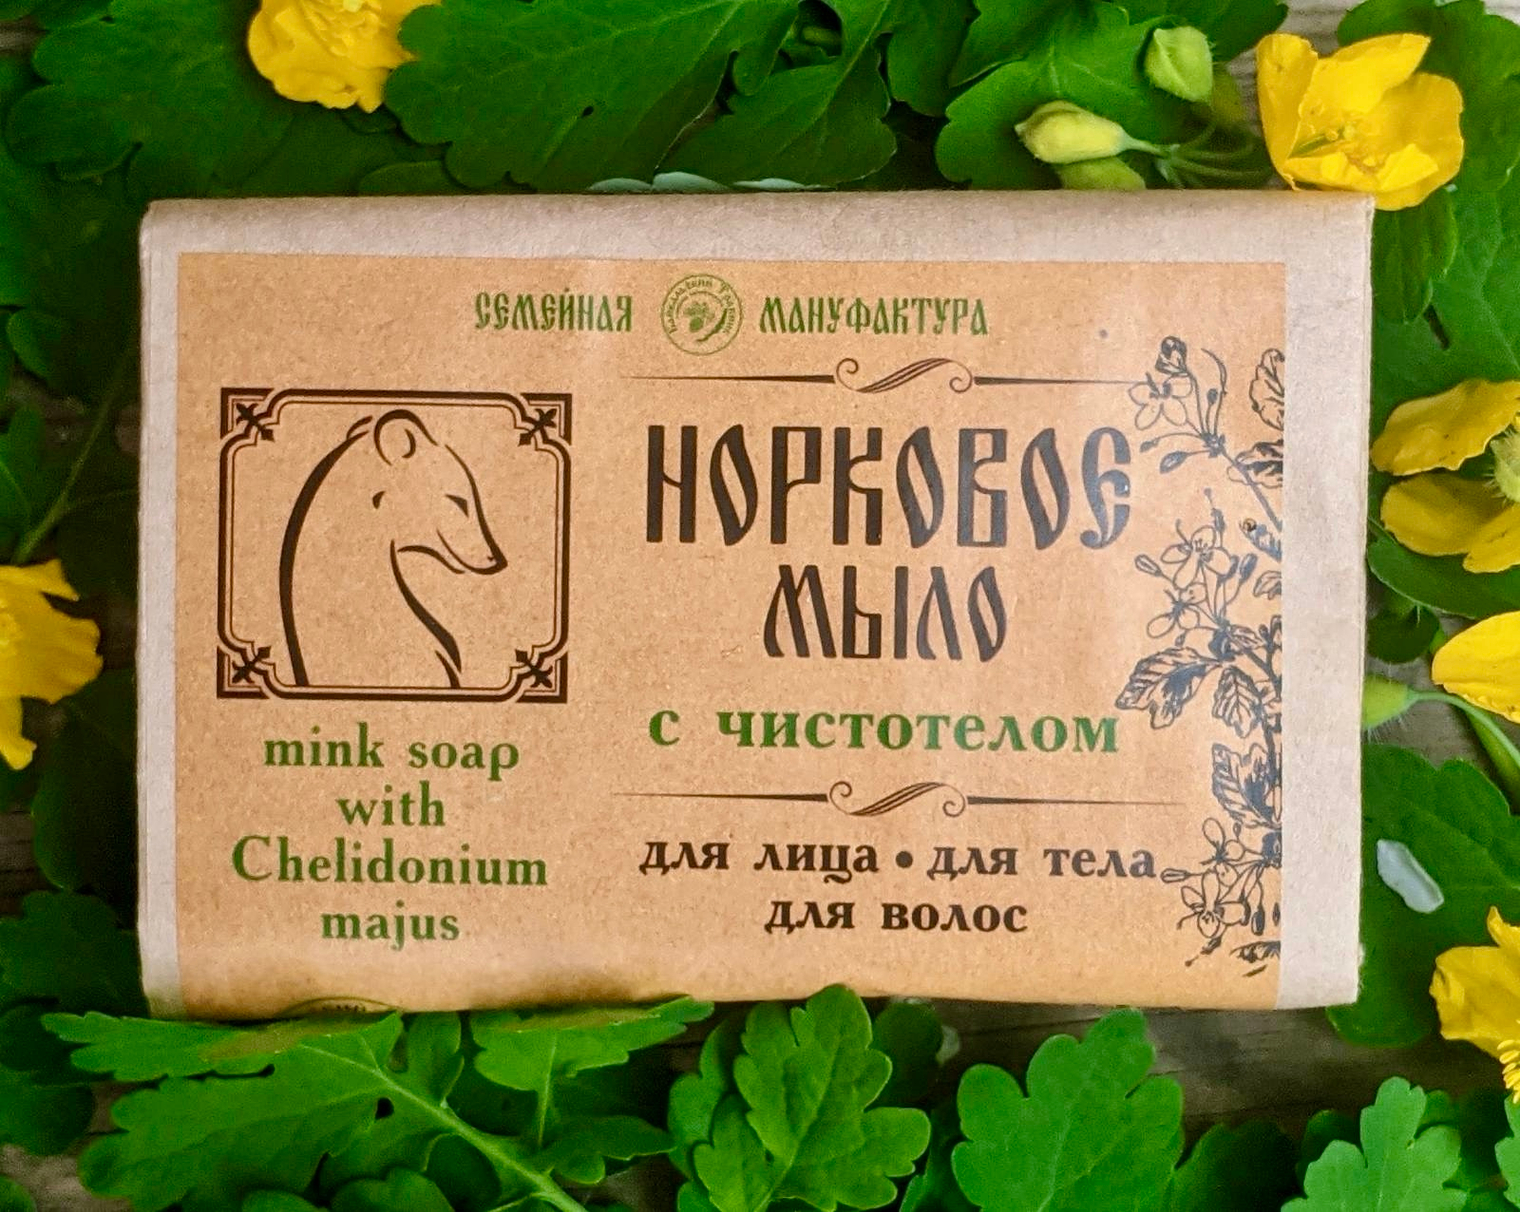 СЕМЕЙНАЯ МАНУФАКТУРА
НОРКОВОЕ
МЫЛО
с чистотелом
для лица • для тела
для волос
mink soap
with
Chelidonium
majus